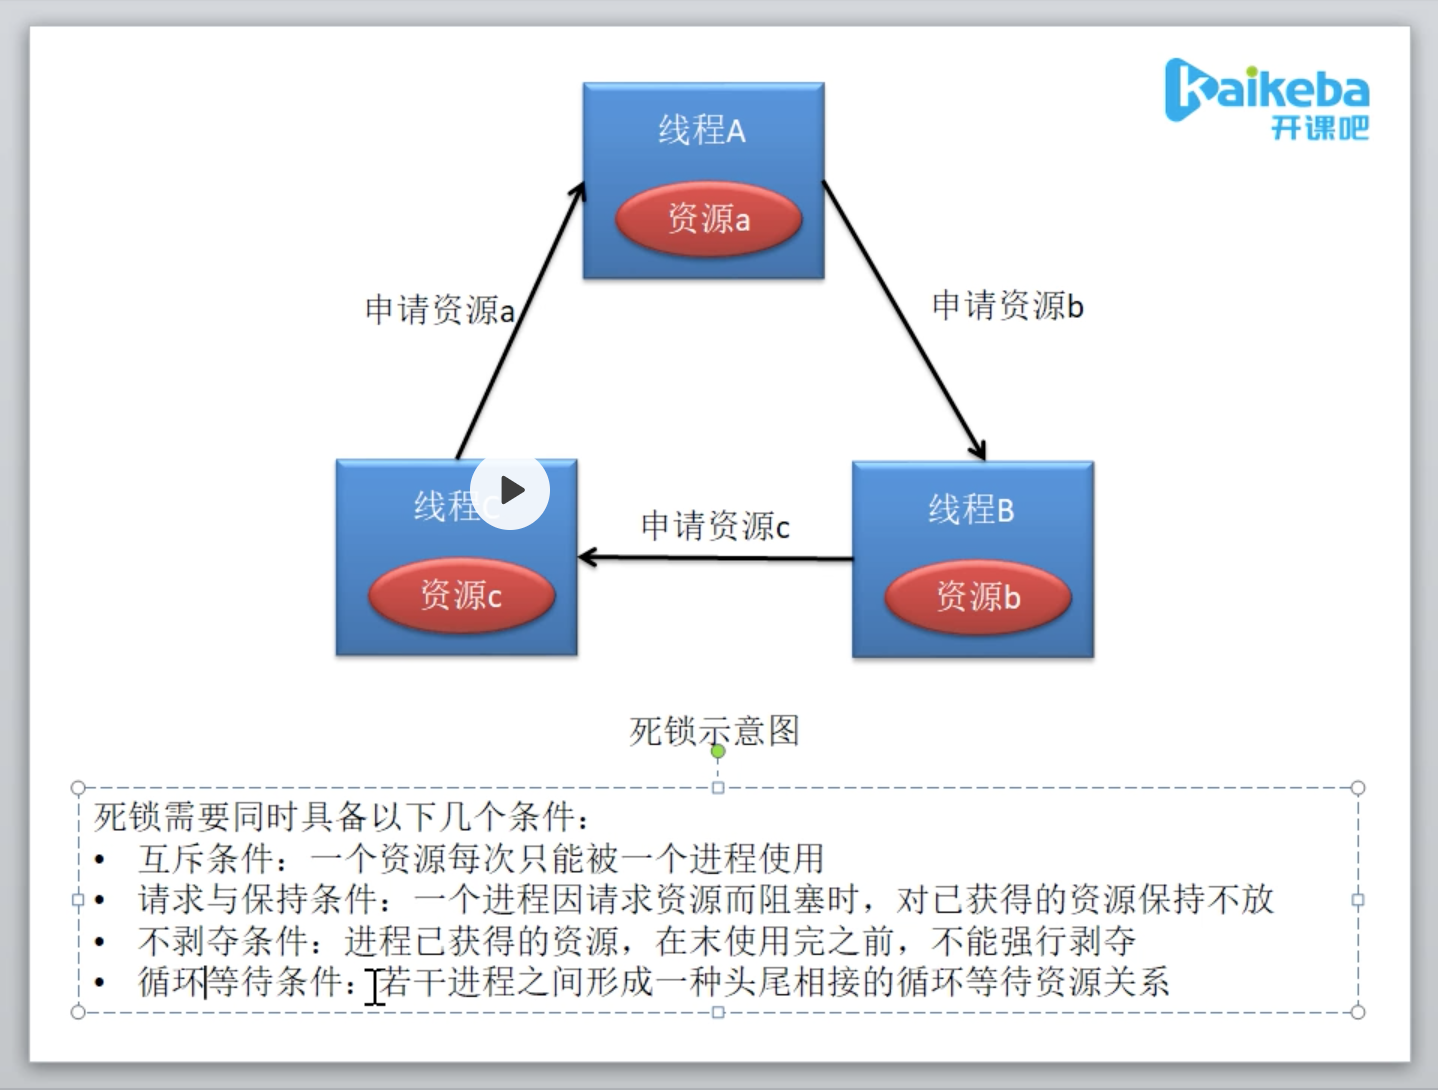 kaikeba
开课吧
线程A
资源a
申请资源a
申请资源b
线程C
资源c
申请资源c
线程B
资源b
死锁示意图
死锁需要同时具备以下几个条件：
• 互斥条件：一个资源每次只能被一个进程使用
• 请求与保持条件：一个进程因请求资源而阻塞时，对已获得的资源保持不放
• 不剥夺条件：进程已获得的资源，在末使用完之前，不能强行剥夺
• 循环等待条件：若干进程之间形成一种头尾相接的循环等待资源关系